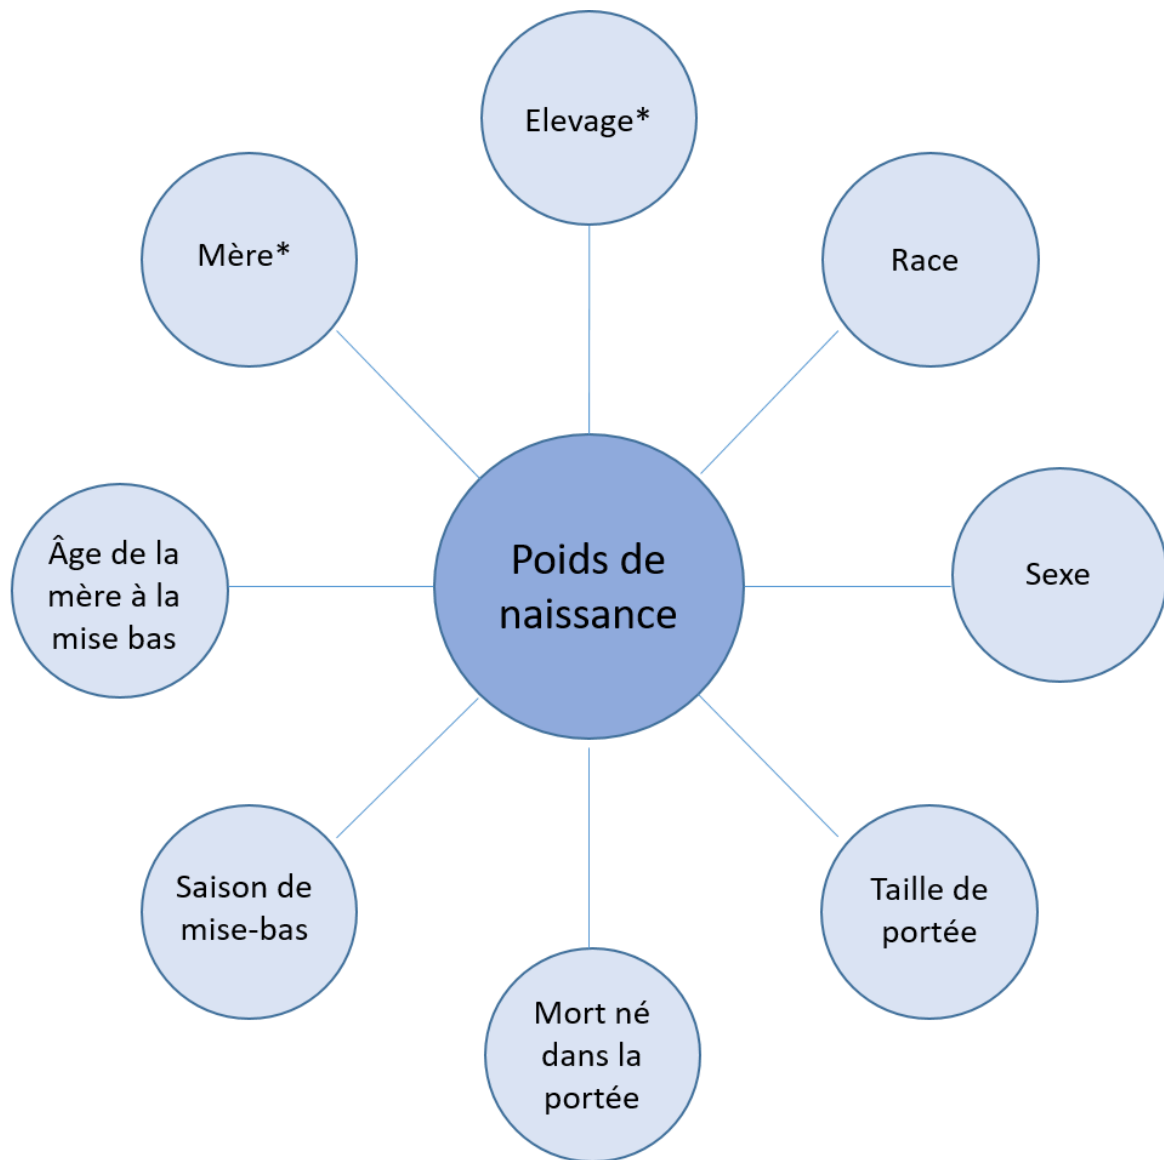 Elevage*
Mère*
Race
Âge de la
mère à la
mise bas
Poids de
naissance
Sexe
Saison de
mise-bas
Taille de
portée
Mort né
dans la
portée